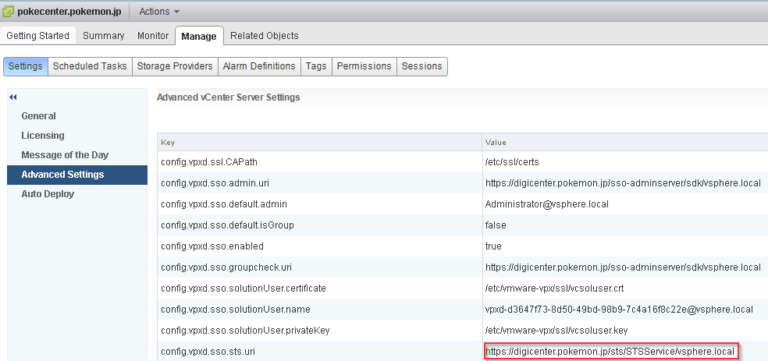 pokecenter.pokemon.jp Actions
Getting Started Summary Monitor Manage Related Objects
Settings Scheduled Tasks Storage Providers Alarm Definitions Tags Permissions Sessions
General
Licensing
Message of the Day
Advanced Settings
Auto Deploy
Advanced vCenter Server Settings
Key Value
config.vpxd.ssl.CAPath /etc/ssl/certs
config.vpxd.sso.admin.uri https://digicenter.pokemon.jp/sso-adminserver/sdk/vsphere.local
config.vpxd.sso.default.admin Administrator@vsphere.local
config.vpxd.sso.default.isGroup false
config.vpxd.sso.enabled true
config.vpxd.sso.groupcheck.uri https://digicenter.pokemon.jp/sso-adminserver/sdk/vsphere.local
config.vpxd.sso.solutionUser.certificate /etc/vmware-vpx/ssl/vcsoluser.crt
config.vpxd.sso.solutionUser.name vpxd-d3647f73-8d50-49bd-98b9-7c4a16f8c22e@vsphere.local
config.vpxd.sso.solutionUser.privateKey /etc/vmware-vpx/ssl/vcsoluser.key
config.vpxd.sso.sts.uri https://digicenter.pokemon.jp/sts/STSService/vsphere.local